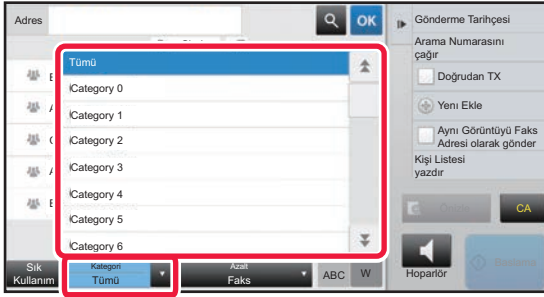 Adres
OK
Tümü
Category 0
Category 1
Category 2
Category 3
Category 4
Category 5
Category 6
Sık
Kullanım
Kategori
Tümü
Azalt
Faks
ABC
W
Gönderme Tarihçesi
Arama Numarasını
çağır
Doğrudan TX
Yeni Ekle
Aynı Görüntüyü Faks
Adresi olarak gönder
Kişi Listesi
yazdır
CA
Hoparlör